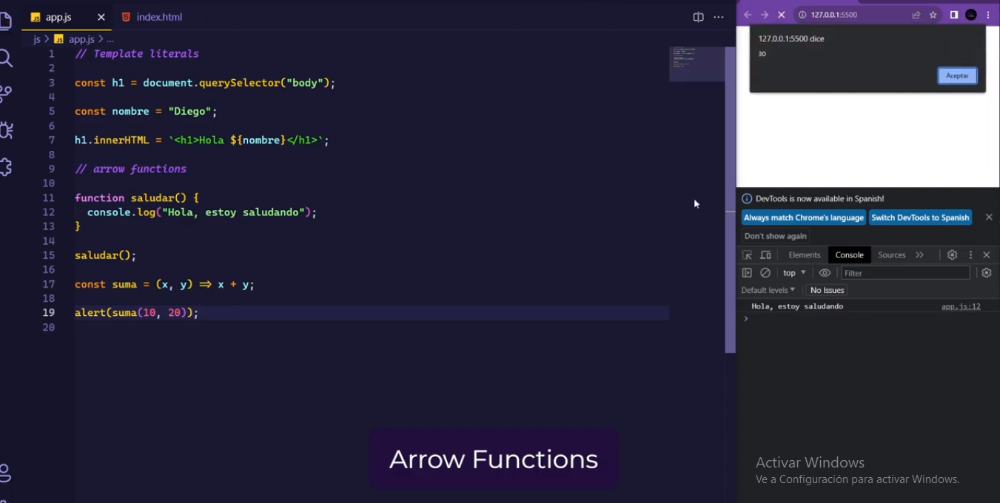 app.js
index.html
js > app.js > ...
1 // Template literals
2
3 const h1 = document.querySelector("body");
4
5 const nombre = "Diego";
6
7 h1.innerHTML = `<h1>Hola ${nombre}</h1>`;
8
9 // arrow functions
10
11 function saludar() {
12 console.log("Hola, estoy saludando");
13 }
14
15 saludar();
16
17 const suma = (x, y) => x + y;
18
19 alert(suma(10, 20));
20
Arrow Functions
127.0.0.1:5500
127.0.0.1:5500 dice
30
Aceptar
DevTools is now available in Spanish!
Always match Chrome's language
Switch DevTools to Spanish
Don't show again
Elements Console Sources
top Filter
Default levels No Issues
Hola, estoy saludando app.js:12
Activar Windows
Ve a Configuración para activar Windows.